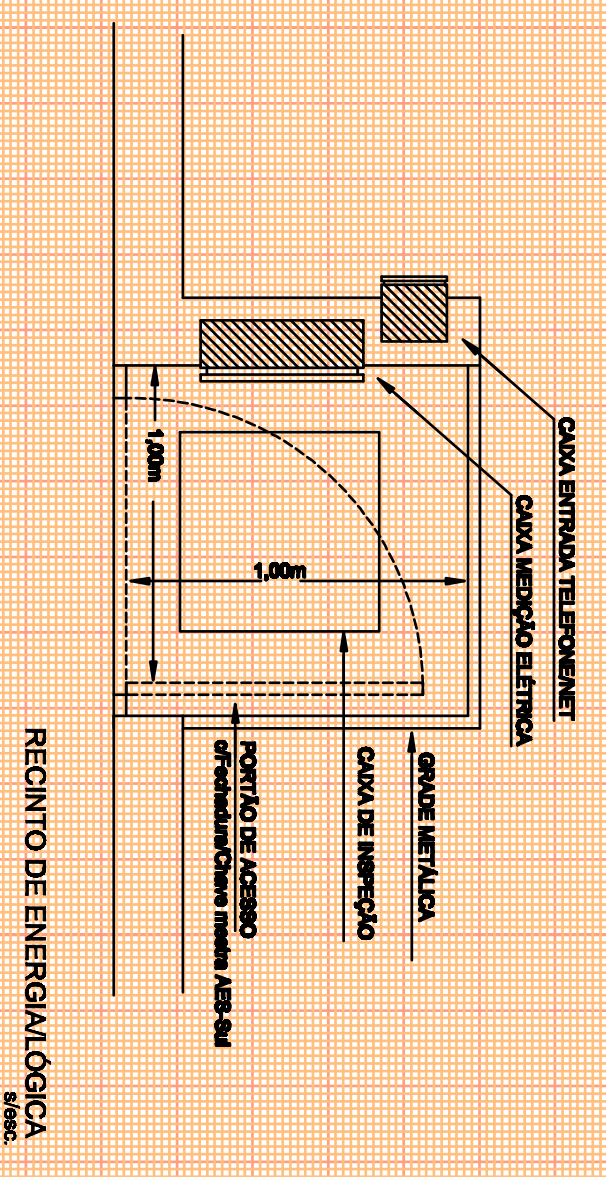 CAIXA ENTRADA TELEFONE/NET
CAIXA MEDIÇÃO ELÉTRICA
1,00m
1,00m
GRADE METÁLICA
CAIXA DE INSPEÇÃO
PORTÃO DE ACESSO
c/Fechadura/Chave mestra AES-Sul
RECINTO DE ENERGIA/LÓGICA
s/esc.